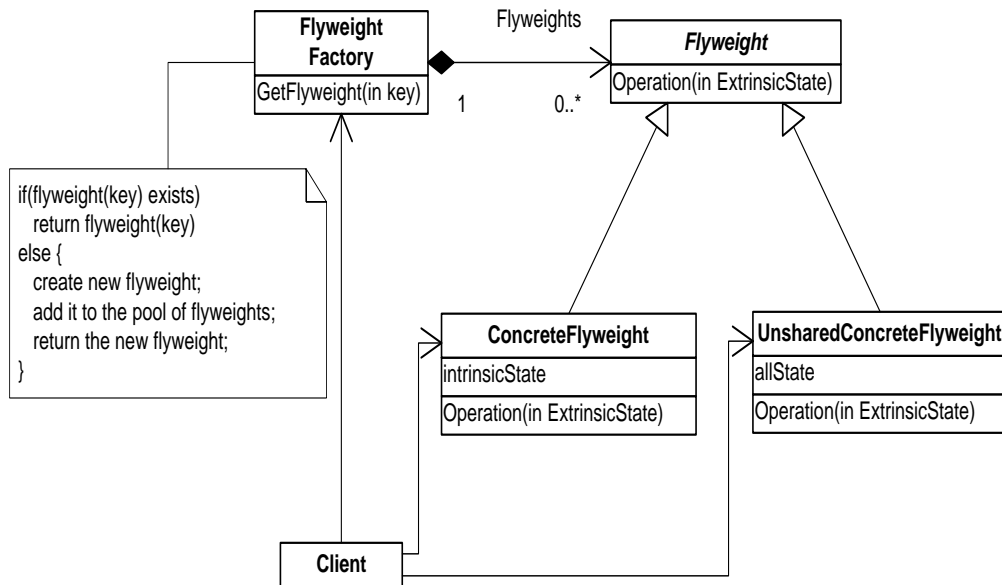 Flyweight
Factory
GetFlyweight(in key)
Flyweights
1
0..*
Flyweight
Operation(in ExtrinsicState)
if(flyweight(key) exists)
return flyweight(key)
else {
create new flyweight;
add it to the pool of flyweights;
return the new flyweight;
}
ConcreteFlyweight
intrinsicState
Operation(in ExtrinsicState)
UnsharedConcreteFlyweight
allState
Operation(in ExtrinsicState)
Client